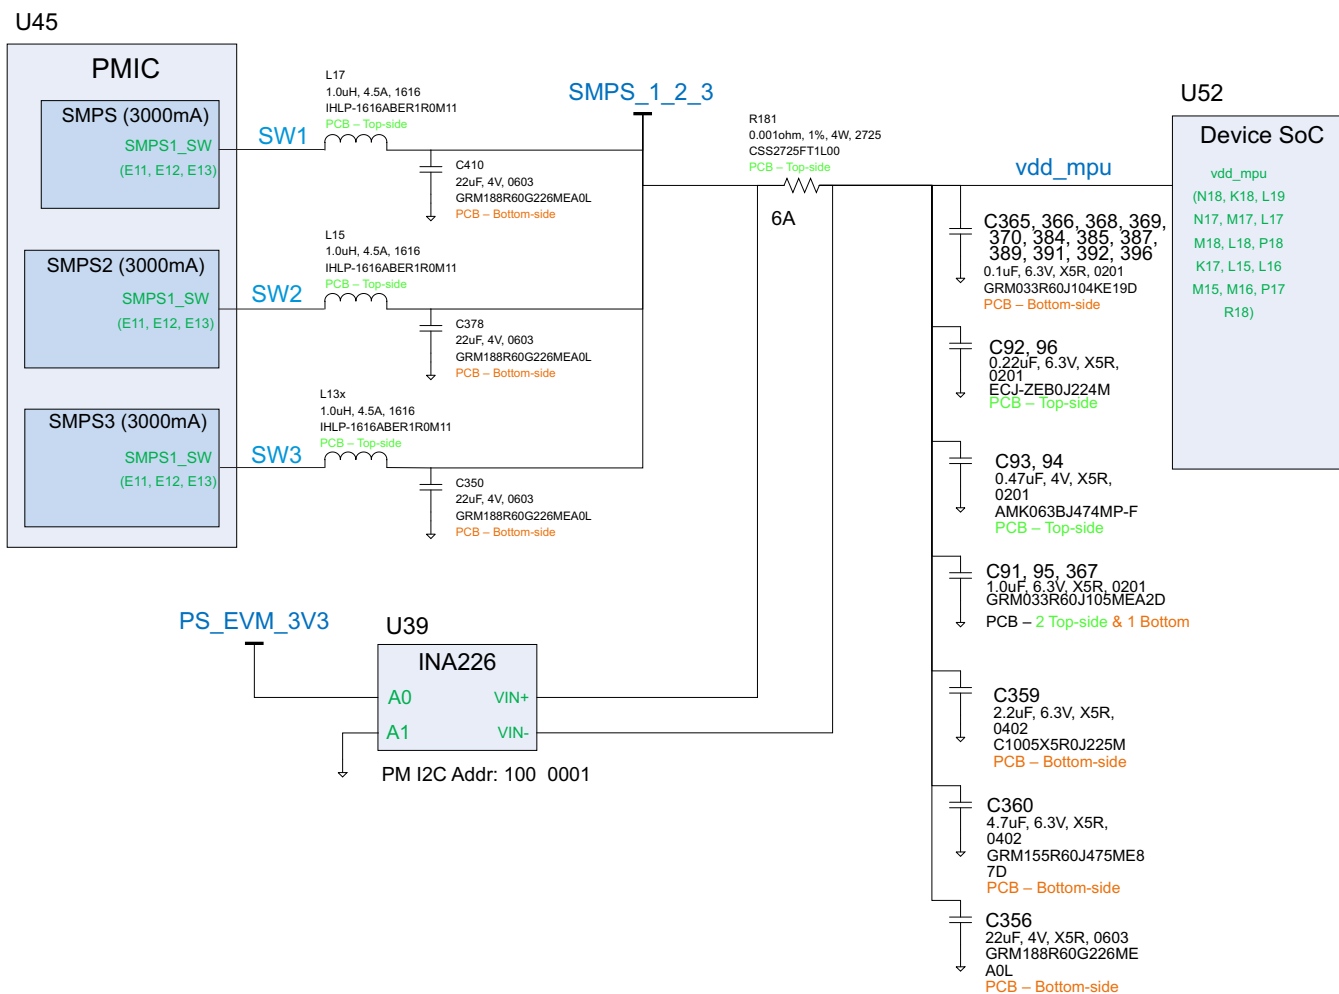 U45
PMIC
SMPS (3000mA)
SMPS1_SW
(E11, E12, E13)
SW1
L17
1.0uH, 4.5A, 1616
IHLP-1616ABER1R0M11
PCB – Top-side
C410
22uF, 4V, 0603
GRM188R60G226MEA0L
PCB – Bottom-side
SMPS2 (3000mA)
SMPS1_SW
(E11, E12, E13)
SW2
L15
1.0uH, 4.5A, 1616
IHLP-1616ABER1R0M11
PCB – Top-side
C378
22uF, 4V, 0603
GRM188R60G226MEA0L
PCB – Bottom-side
SMPS3 (3000mA)
SMPS1_SW
(E11, E12, E13)
SW3
L13x
1.0uH, 4.5A, 1616
IHLP-1616ABER1R0M11
PCB – Top-side
C350
22uF, 4V, 0603
GRM188R60G226MEA0L
PCB – Bottom-side
SMPS_1_2_3
R181
0.001ohm, 1%, 4W, 2725
CSS2725FT1L00
PCB – Top-side
6A
vdd_mpu
U52
Device SoC
vdd_mpu
(N18, K18, L19
N17, M17, L17
M18, L18, P18
K17, L15, L16
M15, M16, P17
R18)
C365, 366, 368, 369,
370, 384, 385, 387,
389, 391, 392, 396
0.1uF, 6.3V, X5R, 0201
GRM033R60J104KE19D
PCB – Bottom-side
C92, 96
0.22uF, 6.3V, X5R,
0201
ECJ-ZEB0J224M
PCB – Top-side
C93, 94
0.47uF, 4V, X5R,
0201
AMK063BJ474MP-F
PCB – Top-side
C91, 95, 367
1.0uF, 6.3V, X5R, 0201
GRM033R60J105MEA2D
PCB – 2 Top-side & 1 Bottom
C359
2.2uF, 6.3V, X5R,
0402
C1005X5R0J225M
PCB – Bottom-side
C360
4.7uF, 6.3V, X5R,
0402
GRM155R60J475ME8
7D
PCB – Bottom-side
C356
22uF, 4V, X5R, 0603
GRM188R60G226ME
A0L
PCB – Bottom-side
PS_EVM_3V3
U39
INA226
A0
VIN+
A1
VIN-
PM I2C Addr: 100 0001